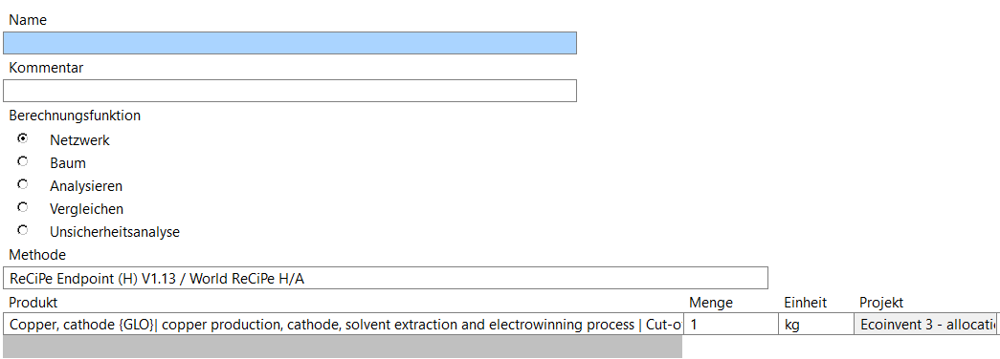 Name
Kommentar
Berechnungsfunktion
Netzwerk
Baum
Analysieren
Vergleichen
Unsicherheitsanalyse
Methode
ReCiPe Endpoint (H) V1.13 / World ReCiPe H/A
Produkt Menge Einheit Projekt
Copper, cathode {GLO}| copper production, cathode, solvent extraction and electrowinning process | Cut-o 1 kg Ecoinvent 3 - allocati